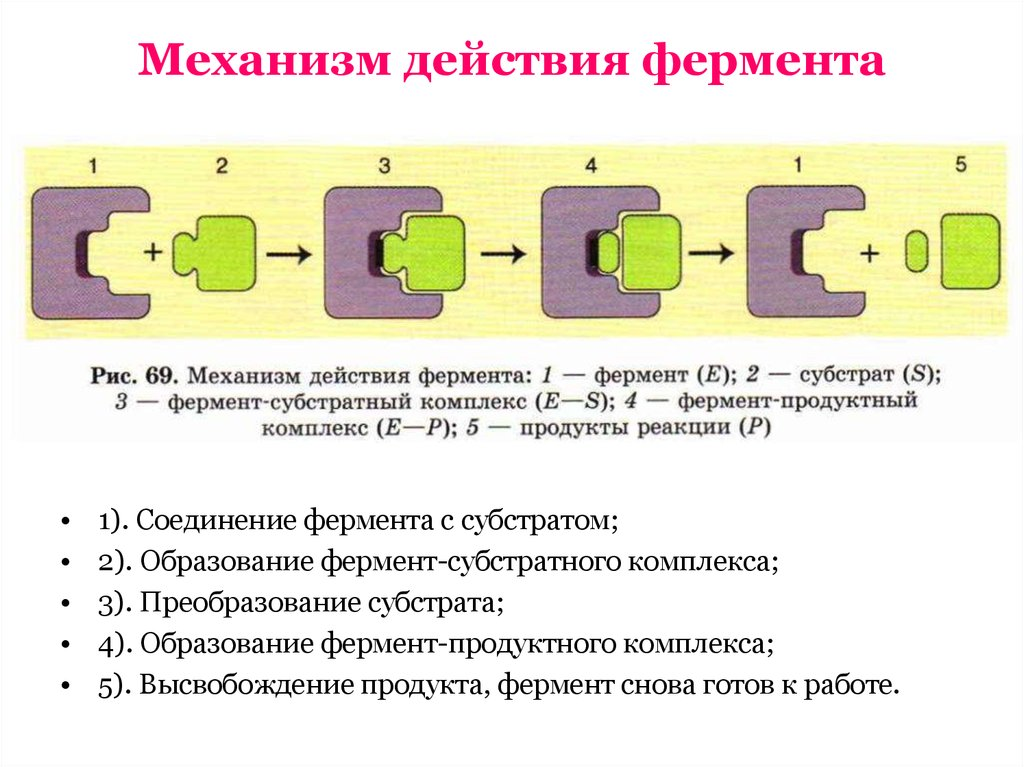 Механизм действия фермента
1 2 3 4 1 5
+ +
Рис. 69. Механизм действия фермента: 1 — фермент (E); 2 — субстрат (S);
3 — фермент-субстратный комплекс (E—S); 4 — фермент-продуктный
комплекс (E—P); 5 — продукты реакции (P)
• 1). Соединение фермента с субстратом;
• 2). Образование фермент-субстратного комплекса;
• 3). Преобразование субстрата;
• 4). Образование фермент-продуктного комплекса;
• 5). Высвобождение продукта, фермент снова готов к работе.